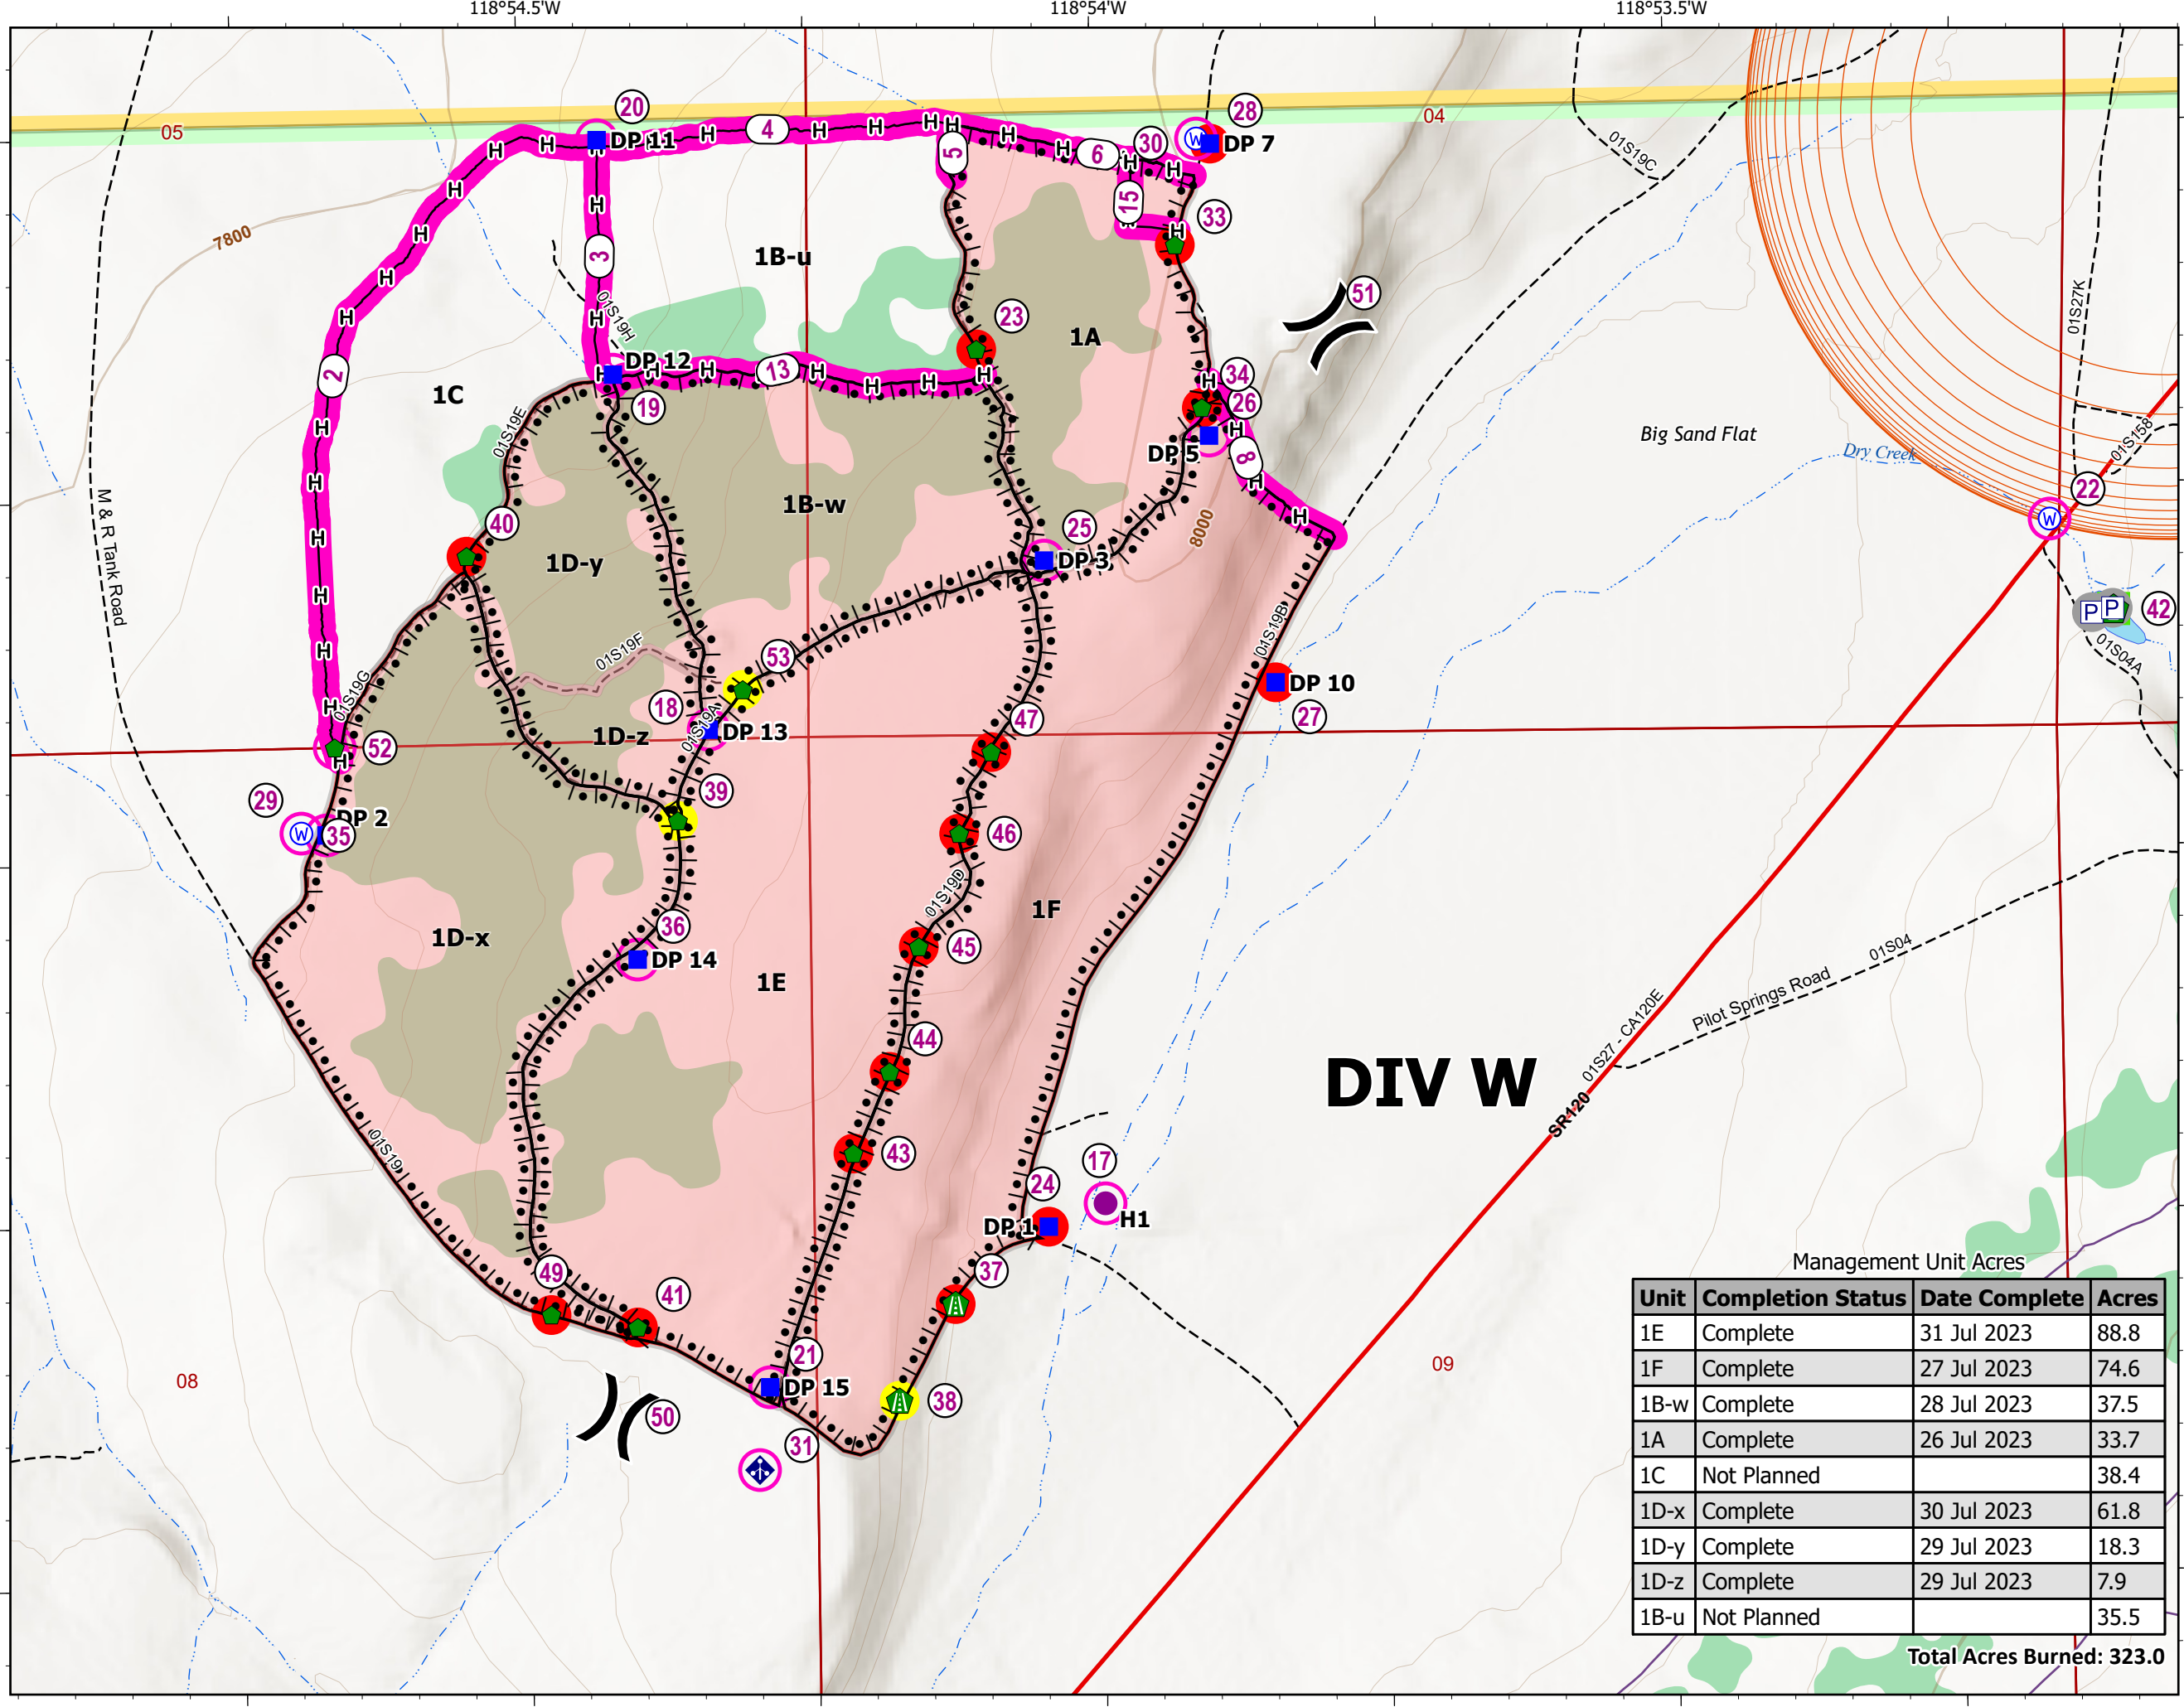 118°54.5'W 118°54'W 118°53.5'W
20 28
05 04
4 DP 11 5 6 30 W DP 7
01S19C
15 33
7800
3 1B-u
51
01S19H 23 1A 01S27K
DP 12 34
2 1C 13 26
19
01S19E DP 5 8 Big Sand Flat 01S158
Dry Creek
22
M & R Tank Road 40 1B-w 25 8000 W
1D-y DP 3
P P 42
01S19F 53 01S19B 01S04A
01S19G 18 DP 10
01S19A DP 13 47 27
52 1D-z
29 39
W DP 2
35 46
01S19D
36 1F
1D-x 45 01S04
DP 14
1E Pilot Springs Road
44
01S27 - CA120E
DIV W
SR120
01S19 43 17
24
DP 1 H1
49 37
41
08 21 09
DP 15 38
50
31
Management Unit Acres
Unit Completion Status Date Complete Acres
1E Complete 31 Jul 2023 88.8
1F Complete 27 Jul 2023 74.6
1B-w Complete 28 Jul 2023 37.5
1A Complete 26 Jul 2023 33.7
1C Not Planned 38.4
1D-x Complete 30 Jul 2023 61.8
1D-y Complete 29 Jul 2023 18.3
1D-z Complete 29 Jul 2023 7.9
1B-u Not Planned 35.5
Total Acres Burned: 323.0
H H H H H H H H H H H H H H H H H H H H H H H H H H H H H H H H H H H H H H H